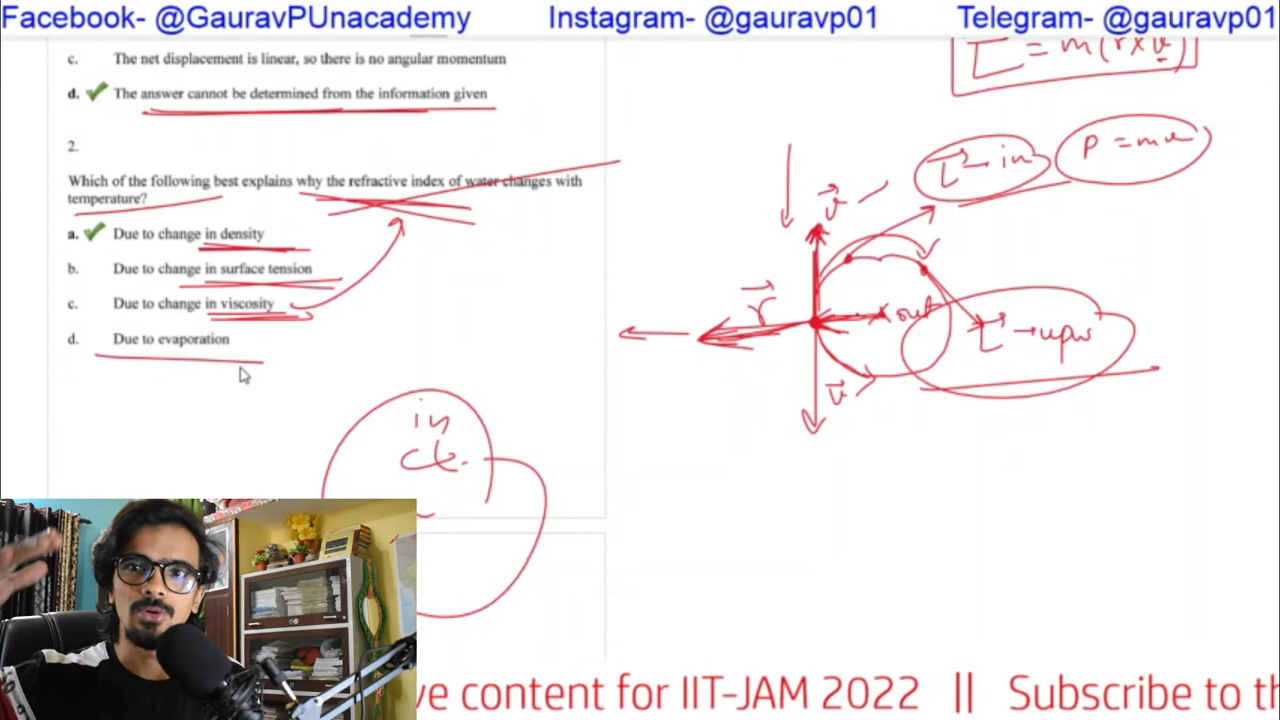 Facebook- @GauravPUnacademy Instagram- @gauravp01 Telegram- @gauravp01
c. The net displacement is linear, so there is no angular momentum
d. The answer cannot be determined from the information given
2.
Which of the following best explains why the refractive index of water changes with
temperature?
a. Due to change in density
b. Due to change in surface tension
c. Due to change in viscosity
d. Due to evaporation
= m(r×v)
in
P = mv
v
r
out
v
in
ve content for IIT-JAM 2022 || Subscribe to th